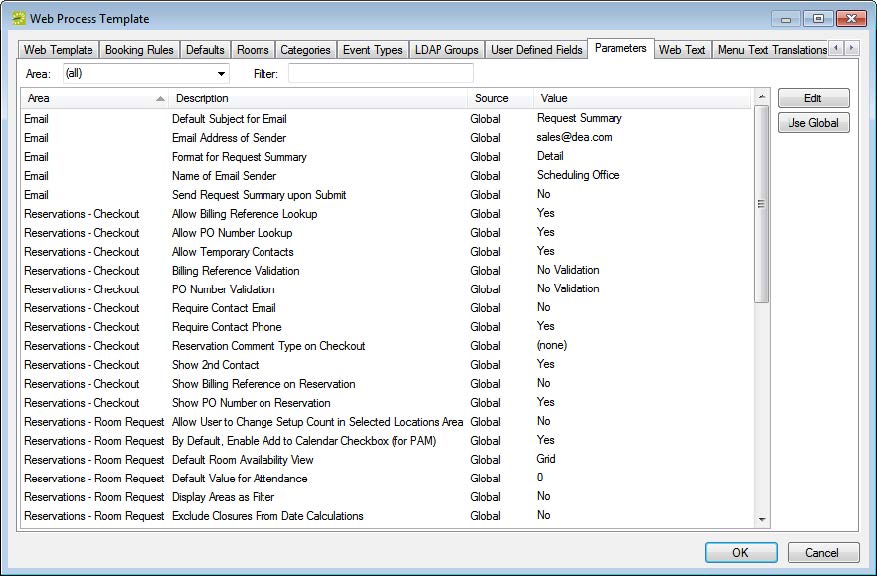 Web Process Template
Web Template Booking Rules Defaults Rooms Categories Event Types LDAP Groups User Defined Fields Parameters Web Text Menu Text Translations
Area: (all) Filter:
Area Description Source Value
Edit
Use Global
Email Default Subject for Email Global Request Summary
Email Email Address of Sender Global sales@dea.com
Email Format for Request Summary Global Detail
Email Name of Email Sender Global Scheduling Office
Email Send Request Summary upon Submit Global No
Reservations - Checkout Allow Billing Reference Lookup Global Yes
Reservations - Checkout Allow PO Number Lookup Global Yes
Reservations - Checkout Allow Temporary Contacts Global Yes
Reservations - Checkout Billing Reference Validation Global No Validation
Reservations - Checkout PO Number Validation Global No Validation
Reservations - Checkout Require Contact Email Global No
Reservations - Checkout Require Contact Phone Global Yes
Reservations - Checkout Reservation Comment Type on Checkout Global (none)
Reservations - Checkout Show 2nd Contact Global Yes
Reservations - Checkout Show Billing Reference on Reservation Global No
Reservations - Checkout Show PO Number on Reservation Global Yes
Reservations - Room Request Allow User to Change Setup Count in Selected Locations Area Global No
Reservations - Room Request By Default, Enable Add to Calendar Checkbox (for PAM) Global Yes
Reservations - Room Request Default Room Availability View Global Grid
Reservations - Room Request Default Value for Attendance Global 0
Reservations - Room Request Display Areas as Filter Global No
Reservations - Room Request Exclude Closures From Date Calculations Global No
OK Cancel